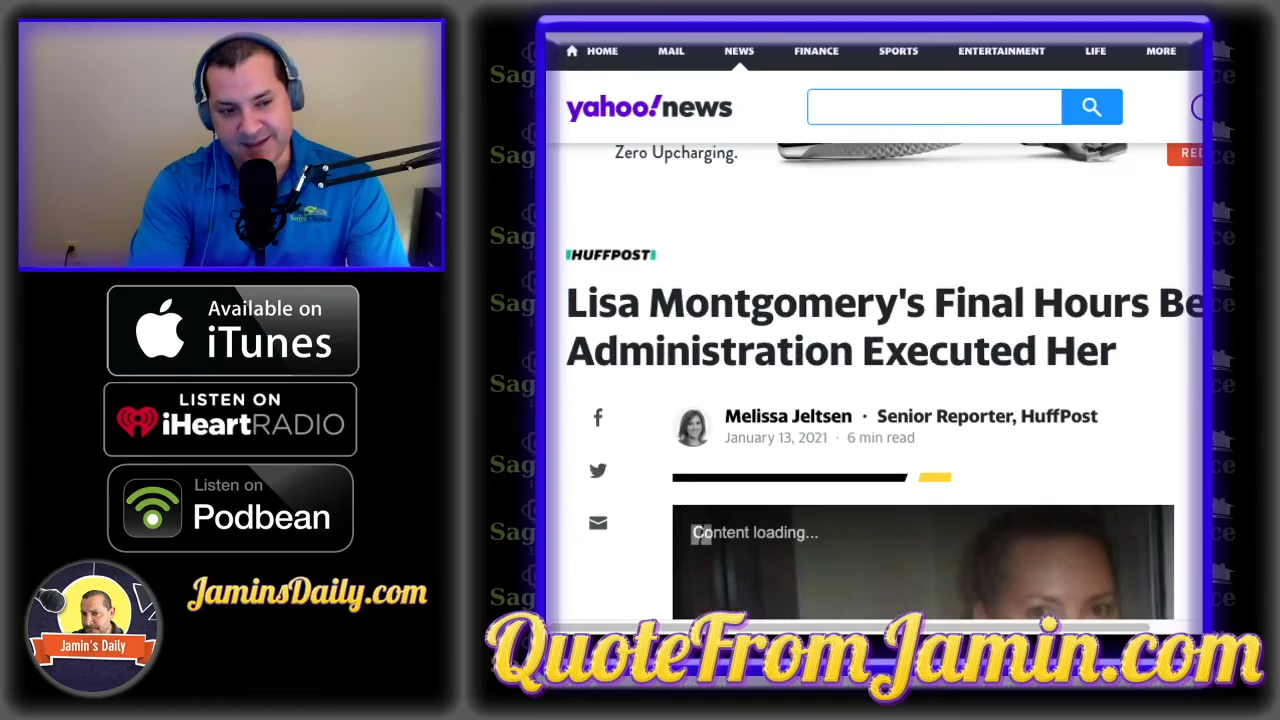 Available on
iTunes
LISTEN ON
iHeartRADIO
Listen on
Podbean
Jamin's Daily
JaminsDaily.com
HOME MAIL NEWS FINANCE SPORTS ENTERTAINMENT LIFE MORE
yahoo!news
Zero Upcharging.
RED
HUFFPOST
Lisa Montgomery's Final Hours Be
Administration Executed Her
Melissa Jeltsen · Senior Reporter, HuffPost
January 13, 2021 · 6 min read
Content loading...
QuoteFromJamin.com